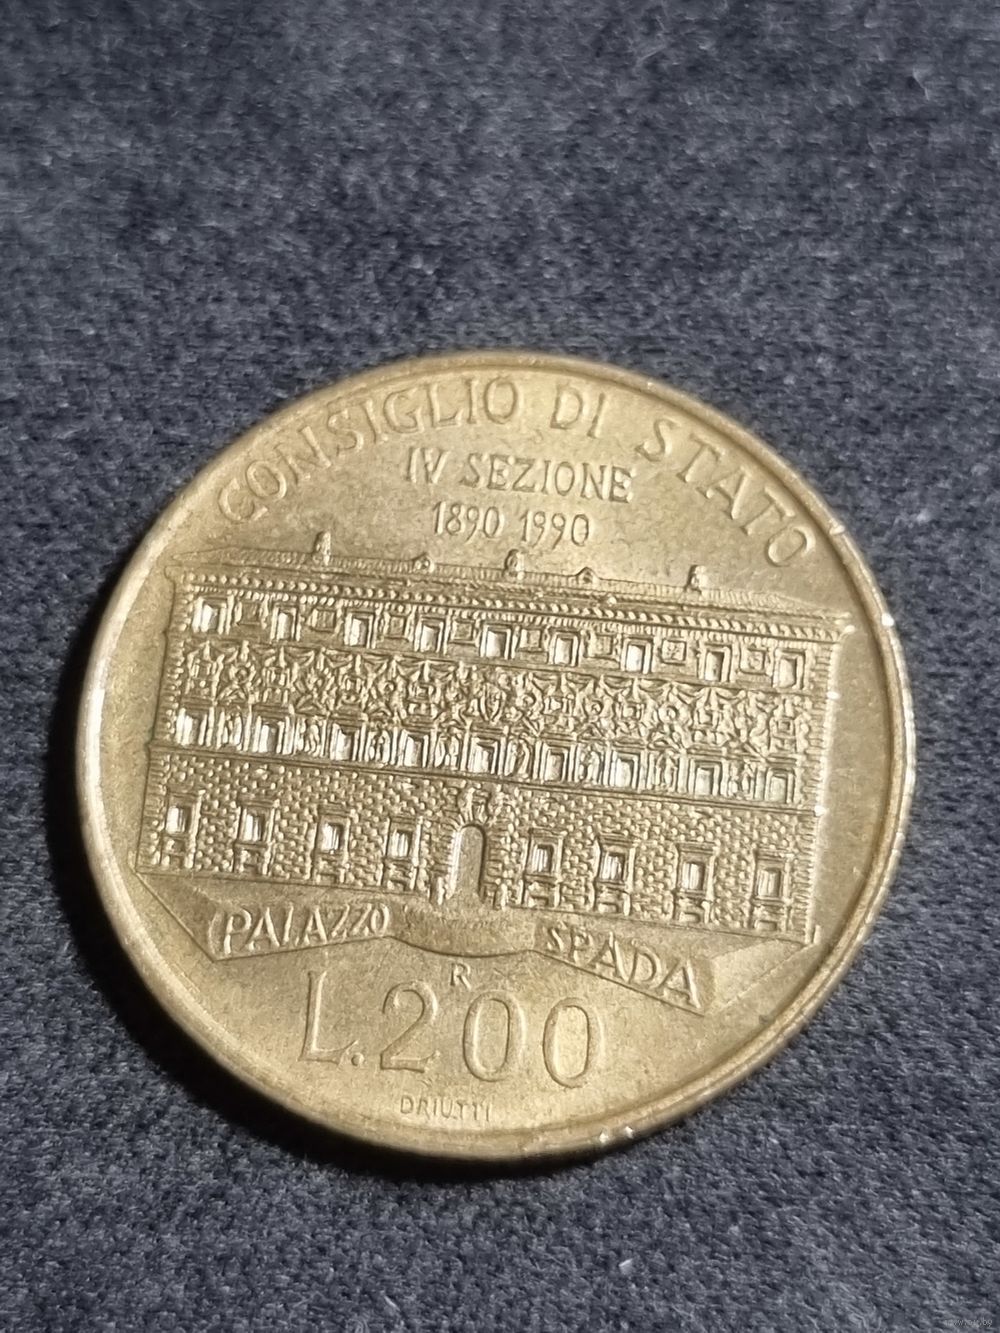 CONSIGLIO DI STATO
IV SEZIONE
1890 1990
PALAZZO SPADA
R
L.200
DRIUTTI